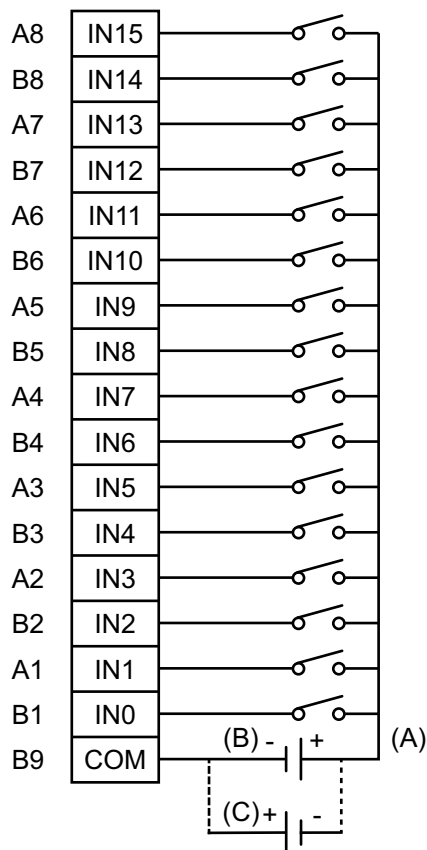 A8 IN15
B8 IN14
A7 IN13
B7 IN12
A6 IN11
B6 IN10
A5 IN9
B5 IN8
A4 IN7
B4 IN6
A3 IN5
B3 IN4
A2 IN3
B2 IN2
A1 IN1
B1 IN0
B9 COM (B) - + (A)
(C) + -